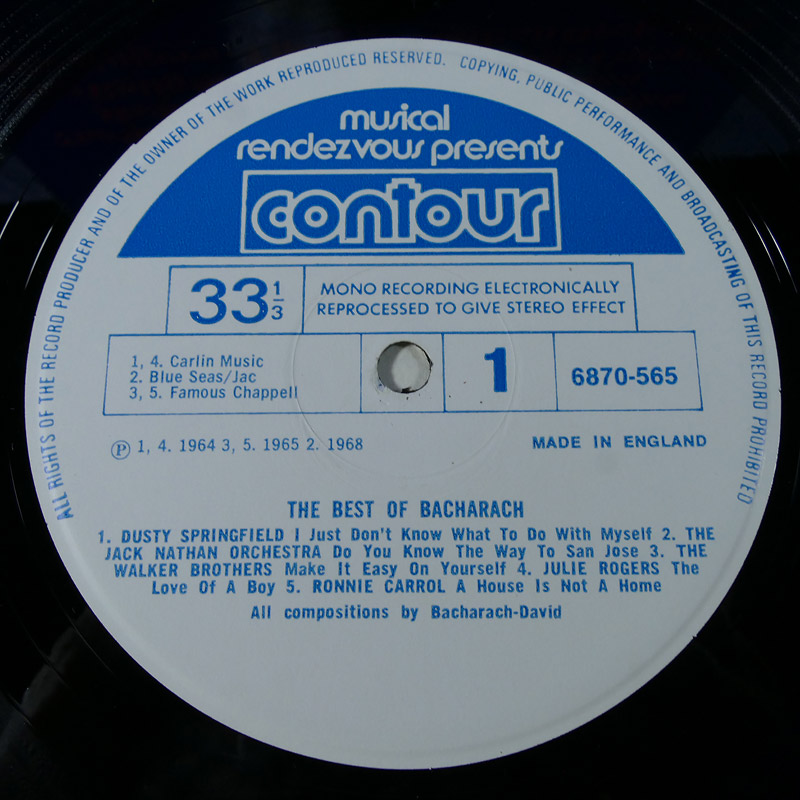 ALL RIGHTS OF THE RECORD PRODUCER AND OF THE OWNER OF THE WORK REPRODUCED RESERVED. COPYING, PUBLIC PERFORMANCE AND BROADCASTING OF THIS RECORD PROHIBITED
musical
rendezvous presents
contour
33 1/3
MONO RECORDING ELECTRONICALLY
REPROCESSED TO GIVE STEREO EFFECT
1, 4. Carlin Music
2. Blue Seas/Jac
3, 5. Famous Chappell
1
6870-565
℗ 1, 4. 1964 3, 5. 1965 2. 1968
MADE IN ENGLAND
THE BEST OF BACHARACH
1. DUSTY SPRINGFIELD I Just Don't Know What To Do With Myself 2. THE
JACK NATHAN ORCHESTRA Do You Know The Way To San Jose 3. THE
WALKER BROTHERS Make It Easy On Yourself 4. JULIE ROGERS The
Love Of A Boy 5. RONNIE CARROL A House Is Not A Home
All compositions by Bacharach-David